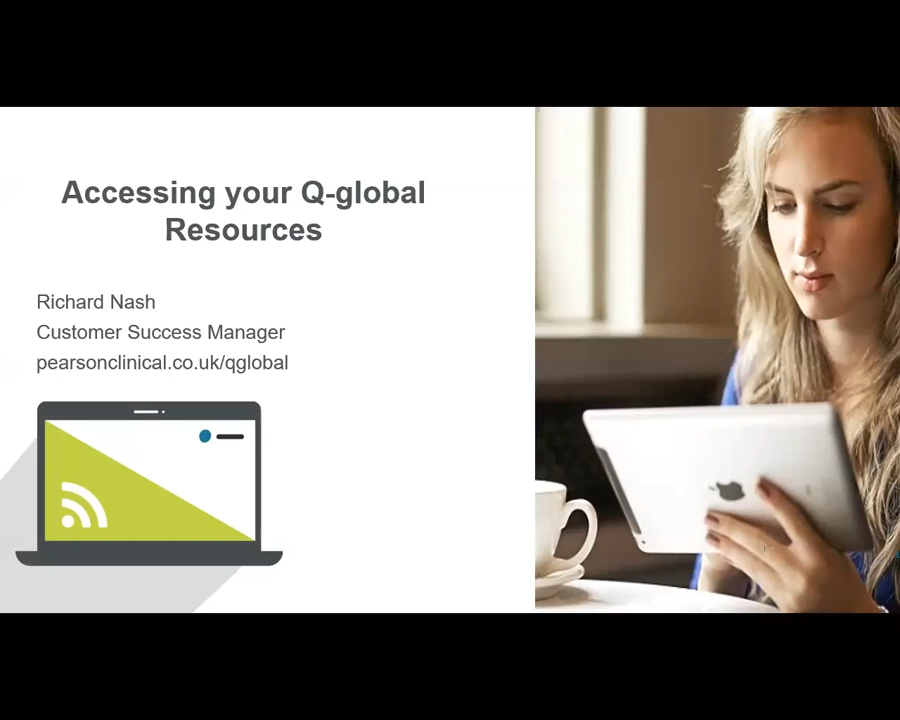 Accessing your Q-global
Resources
Richard Nash
Customer Success Manager
pearsonclinical.co.uk/qglobal